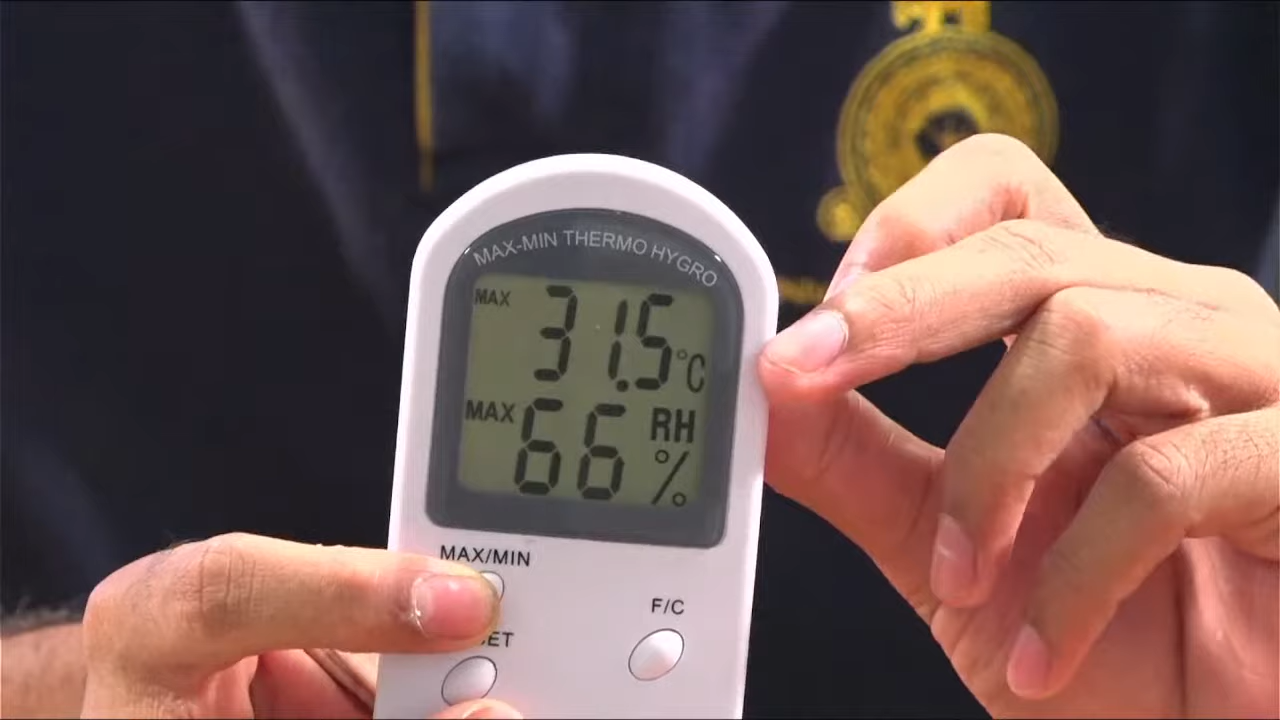 MAX-MIN THERMO HYGRO
MAX 31.5°C
MAX 66 RH %
MAX/MIN
F/C